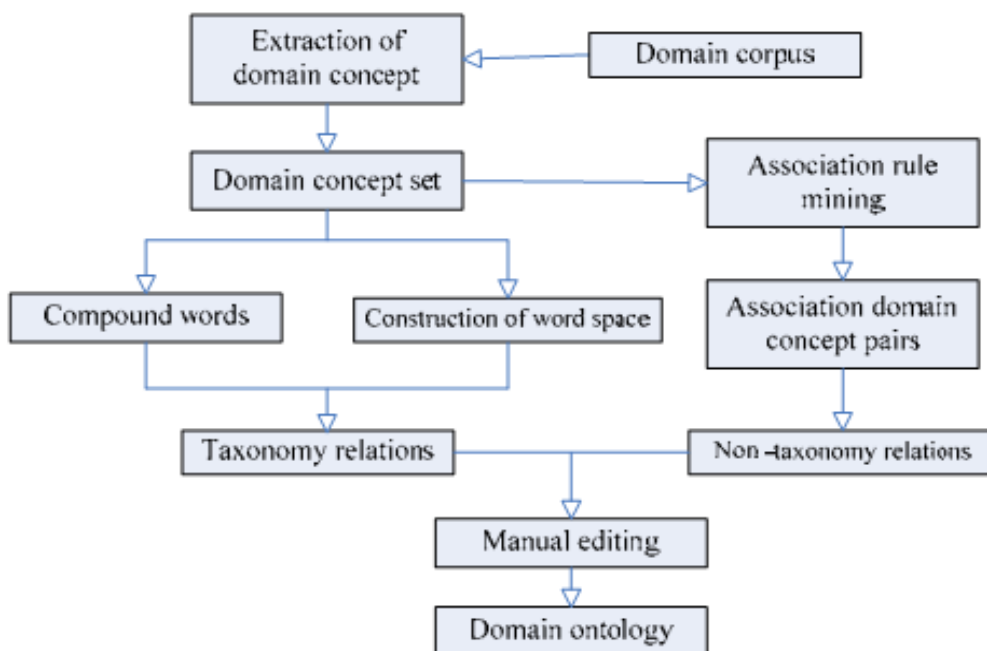 Extraction of
domain concept
Domain corpus
Domain concept set
Association rule
mining
Compound words
Construction of word space
Association domain
concept pairs
Taxonomy relations
Non –taxonomy relations
Manual editing
Domain ontology